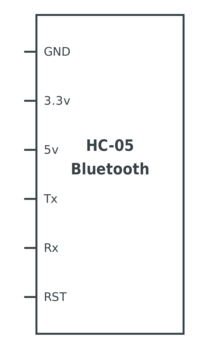 GND
3.3v
5v
HC-05
Bluetooth
Tx
Rx
RST